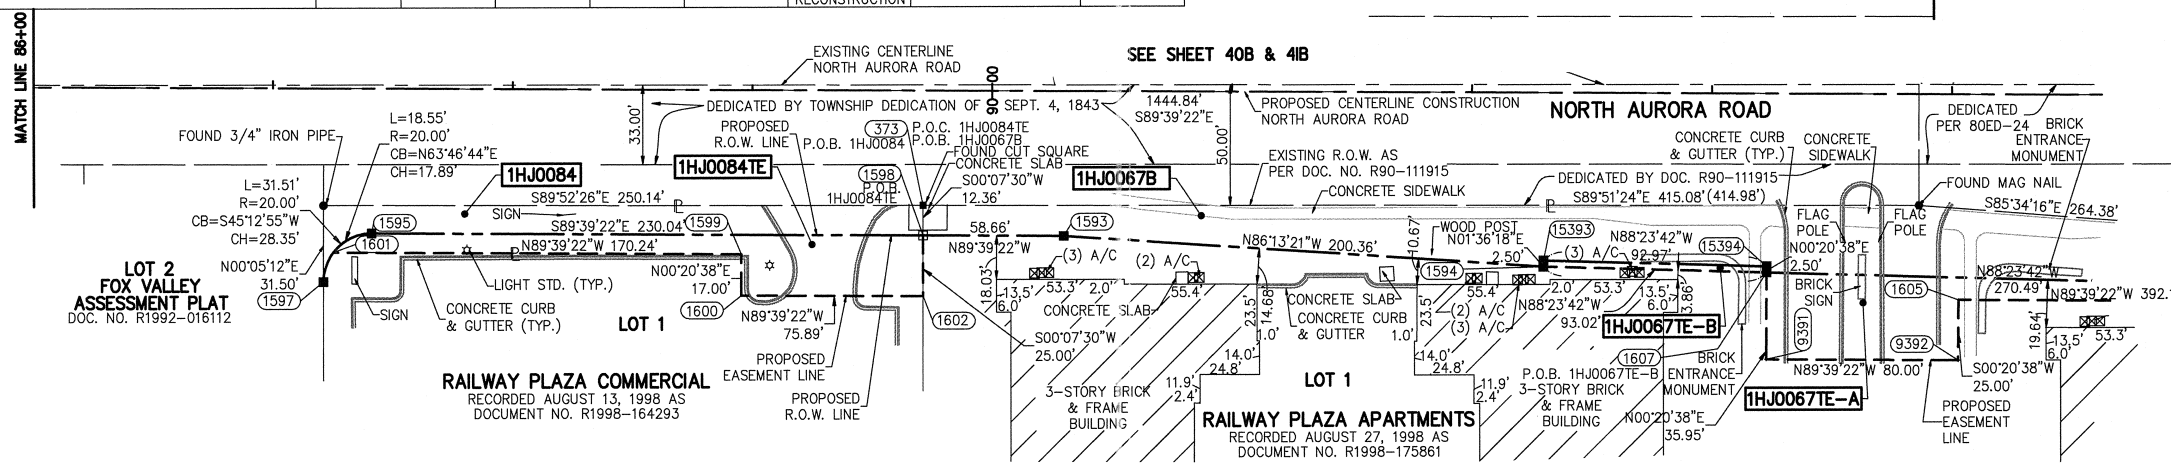 RECONSTRUCTION
MATCH LINE 86+00
SEE SHEET 40B & 41B
EXISTING CENTERLINE
NORTH AURORA ROAD
90+00
33.00'
DEDICATED BY TOWNSHIP DEDICATION OF SEPT. 4, 1843
1444.84'
S89°39'22"E
50.00'
PROPOSED CENTERLINE CONSTRUCTION
NORTH AURORA ROAD
NORTH AURORA ROAD
DEDICATED
PER 80ED-24
BRICK
ENTRANCE
MONUMENT
FOUND 3/4" IRON PIPE
L=18.55'
R=20.00'
CB=N63°46'44"E
CH=17.89'
PROPOSED
R.O.W. LINE
373
P.O.C. 1HJ0084TE
P.O.B. 1HJ0084
P.O.B. 1HJ0067B
FOUND CUT SQUARE
CONCRETE SLAB
S00°07'30"W
12.36'
1598
P.O.B.
1HJ0084TE
1HJ0084
1HJ0084TE
1HJ0067B
EXISTING R.O.W. AS
PER DOC. NO. R90-111915
CONCRETE SIDEWALK
CONCRETE CURB
& GUTTER (TYP.)
CONCRETE
SIDEWALK
DEDICATED BY DOC. R90-111915
S89°51'24"E 415.08'(414.98')
FOUND MAG NAIL
S85°34'16"E 264.38'
L=31.51'
R=20.00'
CB=S45°12'55"W
CH=28.35'
N00°05'12"E
31.50'
1597
1595
1601
SIGN
S89°52'26"E 250.14'
S89°39'22"E 230.04'
1599
N89°39'22"W 170.24'
N00°20'38"E
17.00'
1600
N89°39'22"W
75.89'
58.66'
N89°39'22"W
1593
N86°13'21"W 200.36'
10.67'
WOOD POST
N01°36'18"E
2.50'
15393
(3) A/C
N88°23'42"W
92.97'
15394
N00°20'38"E
2.50'
FLAG
POLE
FLAG
POLE
1594
LOT 2
FOX VALLEY
ASSESSMENT PLAT
DOC. NO. R1992-016112
SIGN
CONCRETE CURB
& GUTTER (TYP.)
LIGHT STD. (TYP.)
LOT 1
PROPOSED
EASEMENT LINE
PROPOSED
R.O.W. LINE
RAILWAY PLAZA COMMERCIAL
RECORDED AUGUST 13, 1998 AS
DOCUMENT NO. R1998-164293
1602
S00°07'30"W
25.00'
18.03'
(3) A/C
(2) A/C
13.5'
6.0'
53.3'
2.0'
55.4'
CONCRETE SLAB
3-STORY BRICK
& FRAME
BUILDING
23.5'
14.68'
1.0'
CONCRETE SLAB
CONCRETE CURB
& GUTTER
1.0'
23.5'
14.0'
24.8'
11.9'
2.4'
14.0'
24.8'
11.9'
2.4'
LOT 1
RAILWAY PLAZA APARTMENTS
RECORDED AUGUST 27, 1998 AS
DOCUMENT NO. R1998-175861
55.4'
(2) A/C
(3) A/C
2.0'
N88°23'42"W
93.02'
53.3'
13.5'
6.0'
3.86'
1HJ0067TE-B
1607
P.O.B. 1HJ0067TE-B
3-STORY BRICK
& FRAME
BUILDING
BRICK
ENTRANCE
MONUMENT
N00°20'38"E
35.95'
9391
BRICK
SIGN
N89°39'22"W 80.00'
1HJ0067TE-A
1605
9392
N88°23'42"W
270.49'
N89°39'22"W 392.
19.64'
13.5'
6.0'
53.3'
S00°20'38"W
25.00'
PROPOSED
EASEMENT
LINE